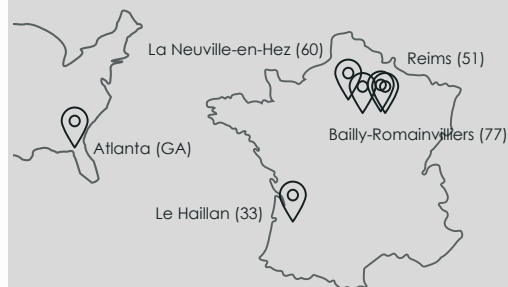 La Neuville-en-Hez (60)
Reims (51)
Bailly-Romainvilliers (77)
Atlanta (GA)
Le Haillan (33)